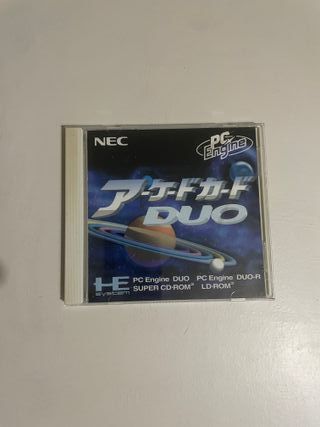 NEC
PC Engine
アーケードカード
DUO
HE system
PC Engine DUO PC Engine DUO-R
SUPER CD-ROM² LD-ROM²